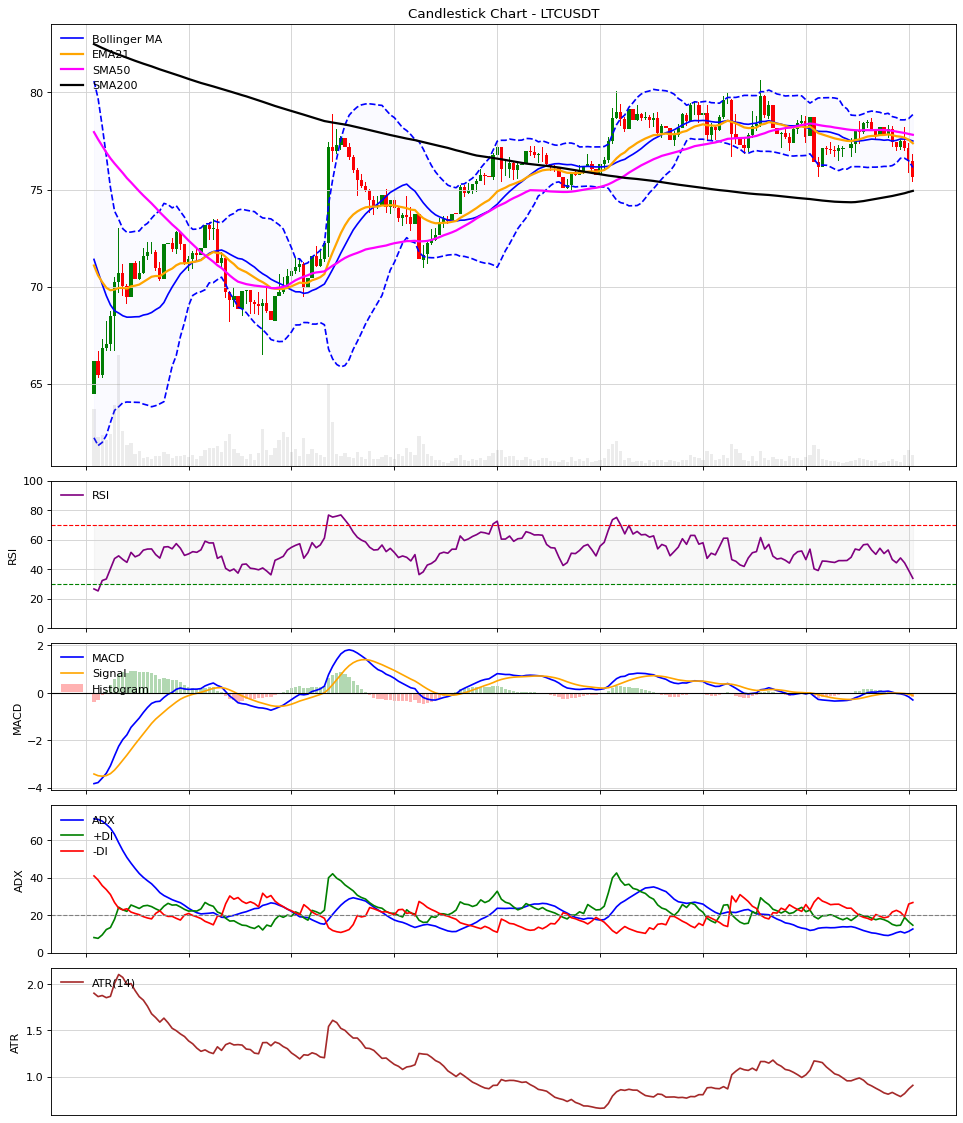 Candlestick Chart - LTCUSDT
Bollinger MA
EMA21
SMA50
SMA200
80
75
70
65
100
80
60
40
20
0
RSI
RSI
2
0
−2
−4
MACD
MACD
Signal
Histogram
60
40
20
0
ADX
ADX
+DI
-DI
2.0
1.5
1.0
ATR
ATR(14)